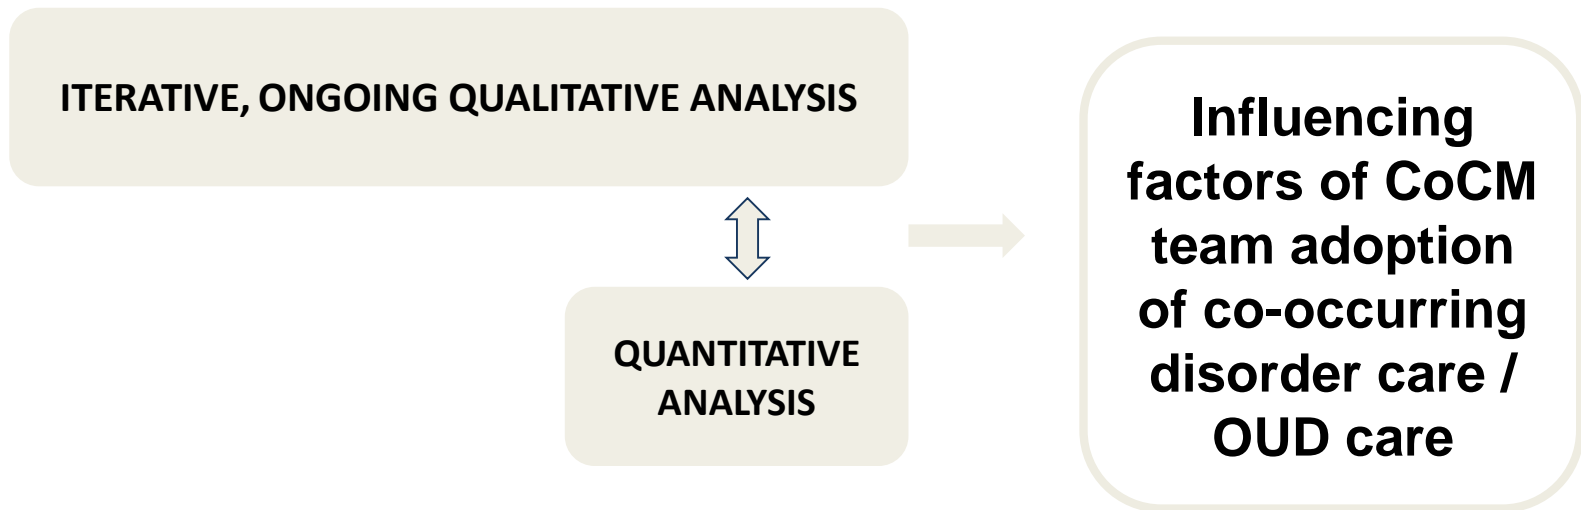 ITERATIVE, ONGOING QUALITATIVE ANALYSIS
QUANTITATIVE
ANALYSIS
Influencing
factors of CoCM
team adoption
of co-occurring
disorder care /
OUD care